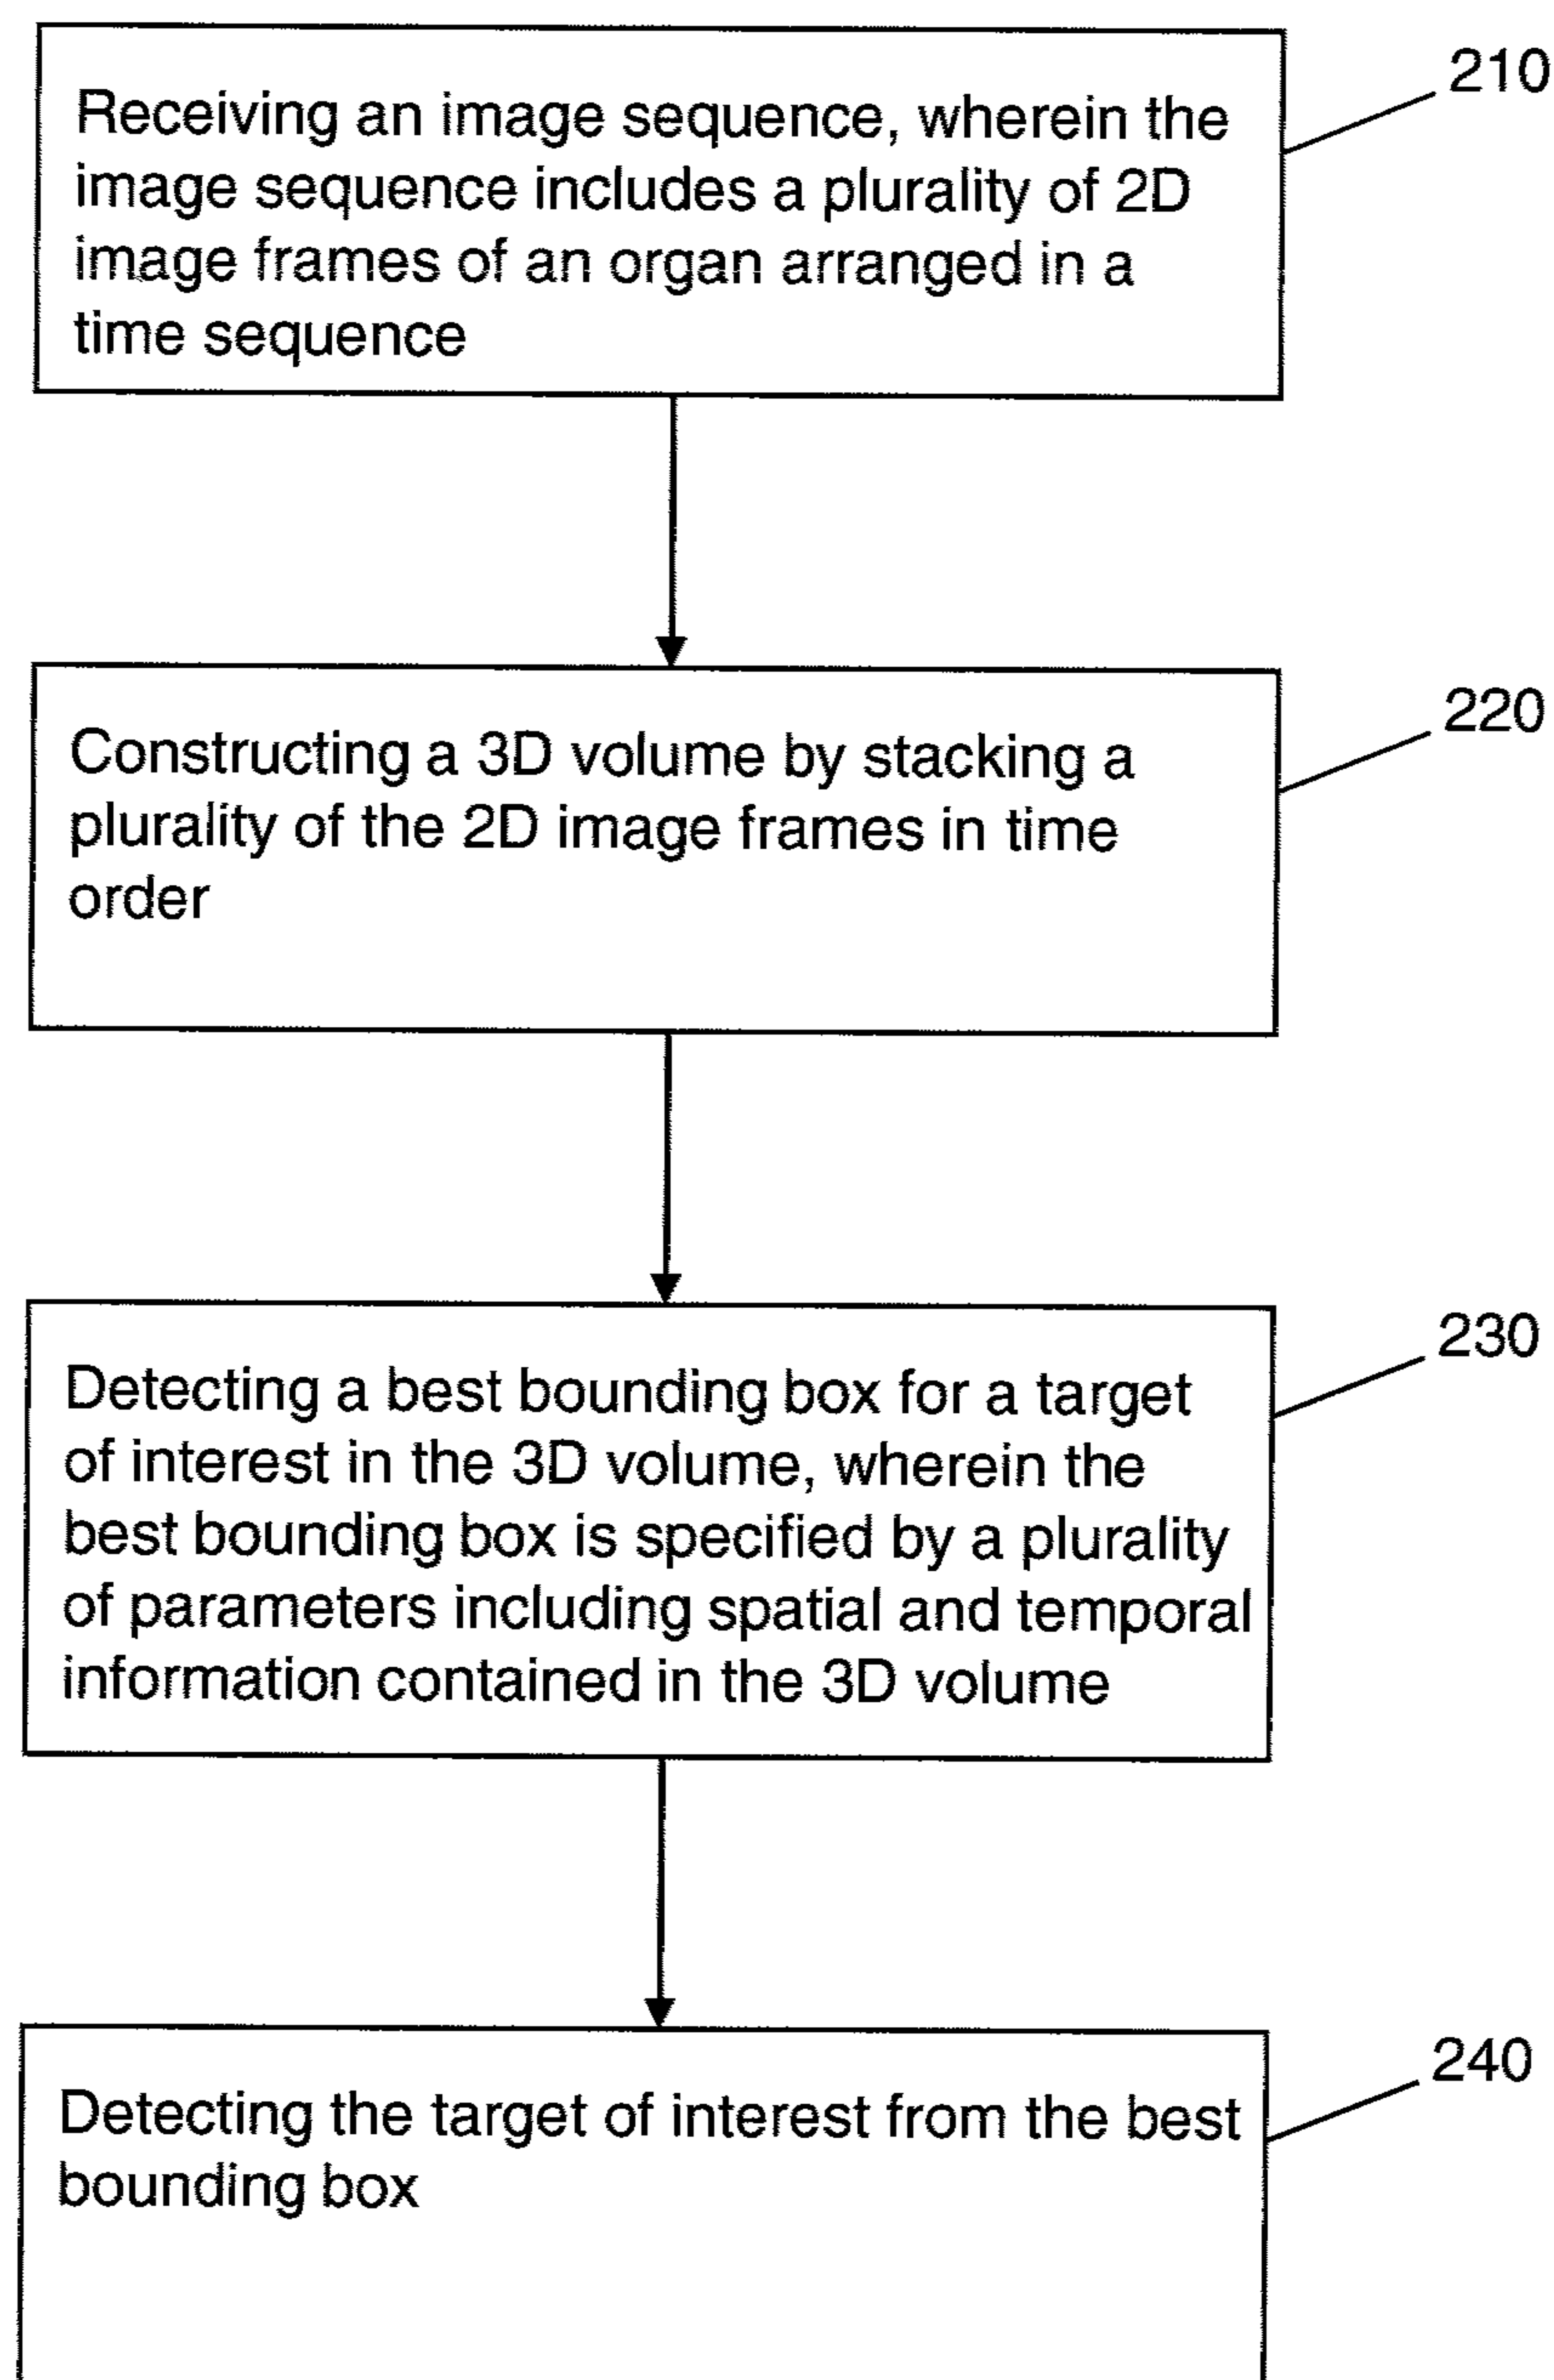 210
Receiving an image sequence, wherein the
image sequence includes a plurality of 2D
image frames of an organ arranged in a
time sequence
220
Constructing a 3D volume by stacking a
plurality of the 2D image frames in time
order
230
Detecting a best bounding box for a target
of interest in the 3D volume, wherein the
best bounding box is specified by a plurality
of parameters including spatial and temporal
information contained in the 3D volume
240
Detecting the target of interest from the best
bounding box